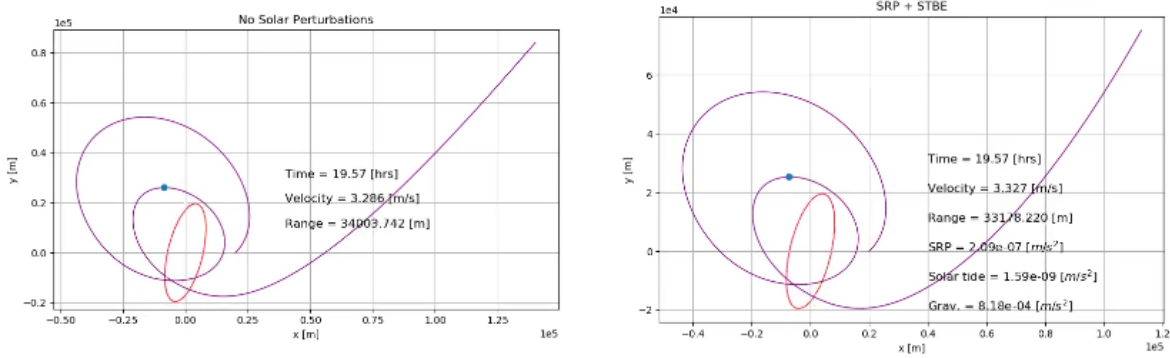 No Solar Perturbations
1e5
0.8
0.6
0.4
0.2
0.0
−0.2
y [m]
−0.50
−0.25
0.00
0.25
0.50
0.75
1.00
1.25
1e5
x [m]
Time = 19.57 [hrs]
Velocity = 3.286 [m/s]
Range = 34003.742 [m]
SRP + STBE
1e4
6
4
2
0
−2
y [m]
−0.4
−0.2
0.0
0.2
0.4
0.6
0.8
1.0
1.2
1e5
x [m]
Time = 19.57 [hrs]
Velocity = 3.327 [m/s]
Range = 33178.220 [m]
SRP = 2.09e-07 [m/s²]
Solar tide = 1.59e-09 [m/s²]
Grav. = 8.18e-04 [m/s²]